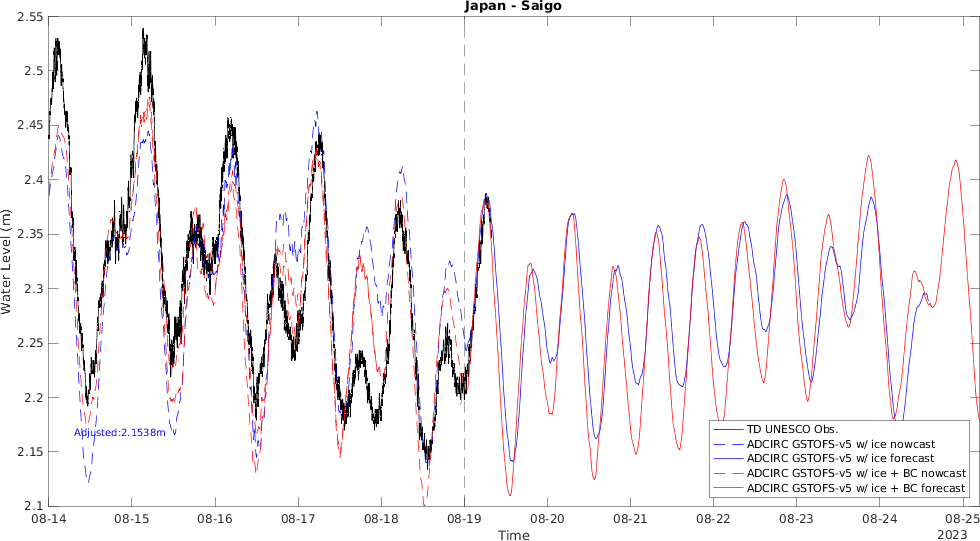 Japan - Saigo
Water Level (m)
2.55
2.5
2.45
2.4
2.35
2.3
2.25
2.2
2.15
2.1
Adjusted:2.1538m
TD UNESCO Obs.
ADCIRC GSTOFS-v5 w/ ice nowcast
ADCIRC GSTOFS-v5 w/ ice forecast
ADCIRC GSTOFS-v5 w/ ice + BC nowcast
ADCIRC GSTOFS-v5 w/ ice + BC forecast
08-14 08-15 08-16 08-17 08-18 08-19 08-20 08-21 08-22 08-23 08-24 08-25
Time
2023